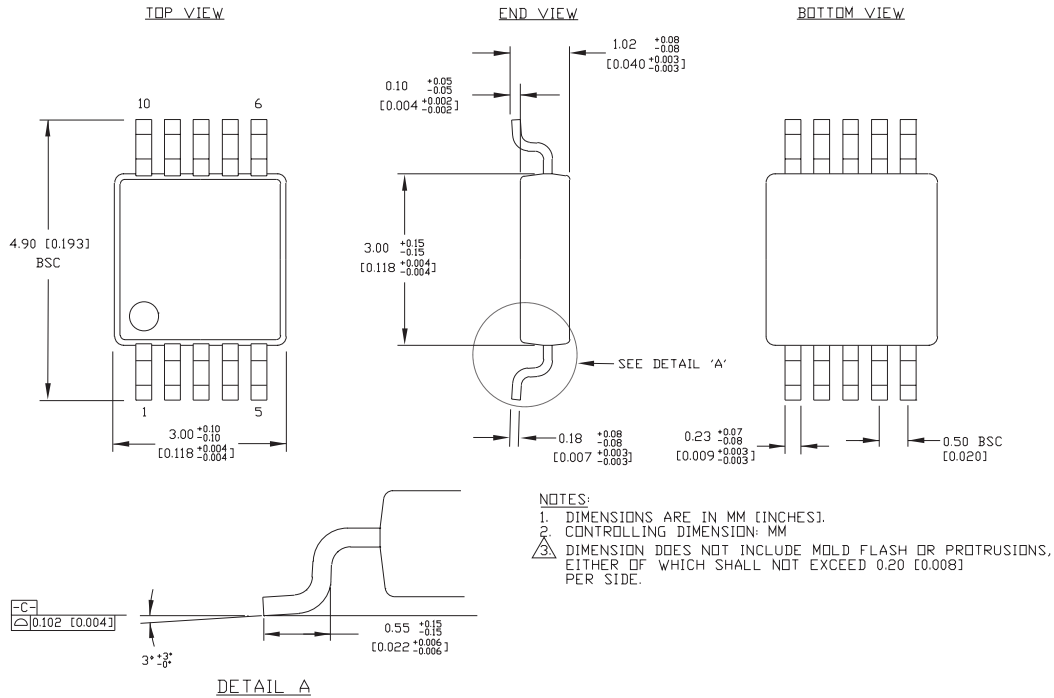 TOP VIEW
END VIEW
BOTTOM VIEW
1.02 +0.08 -0.08
[0.040 +0.003 -0.003]
0.10 +0.05 -0.05
[0.004 +0.002 -0.002]
10
6
4.90 [0.193]
BSC
3.00 +0.15 -0.15
[0.118 +0.004 -0.004]
SEE DETAIL 'A'
1
5
3.00 +0.10 -0.10
[0.118 +0.004 -0.004]
0.18 +0.08 -0.08
[0.007 +0.003 -0.003]
0.23 +0.07 -0.08
[0.009 +0.003 -0.003]
0.50 BSC
[0.020]
NOTES:
1. DIMENSIONS ARE IN MM [INCHES].
2. CONTROLLING DIMENSION: MM
3. DIMENSION DOES NOT INCLUDE MOLD FLASH OR PROTRUSIONS,
EITHER OF WHICH SHALL NOT EXCEED 0.20 [0.008]
PER SIDE.
-C-
⌓ 0.102 [0.004]
3° +3° -0°
0.55 +0.15 -0.15
[0.022 +0.006 -0.006]
DETAIL A